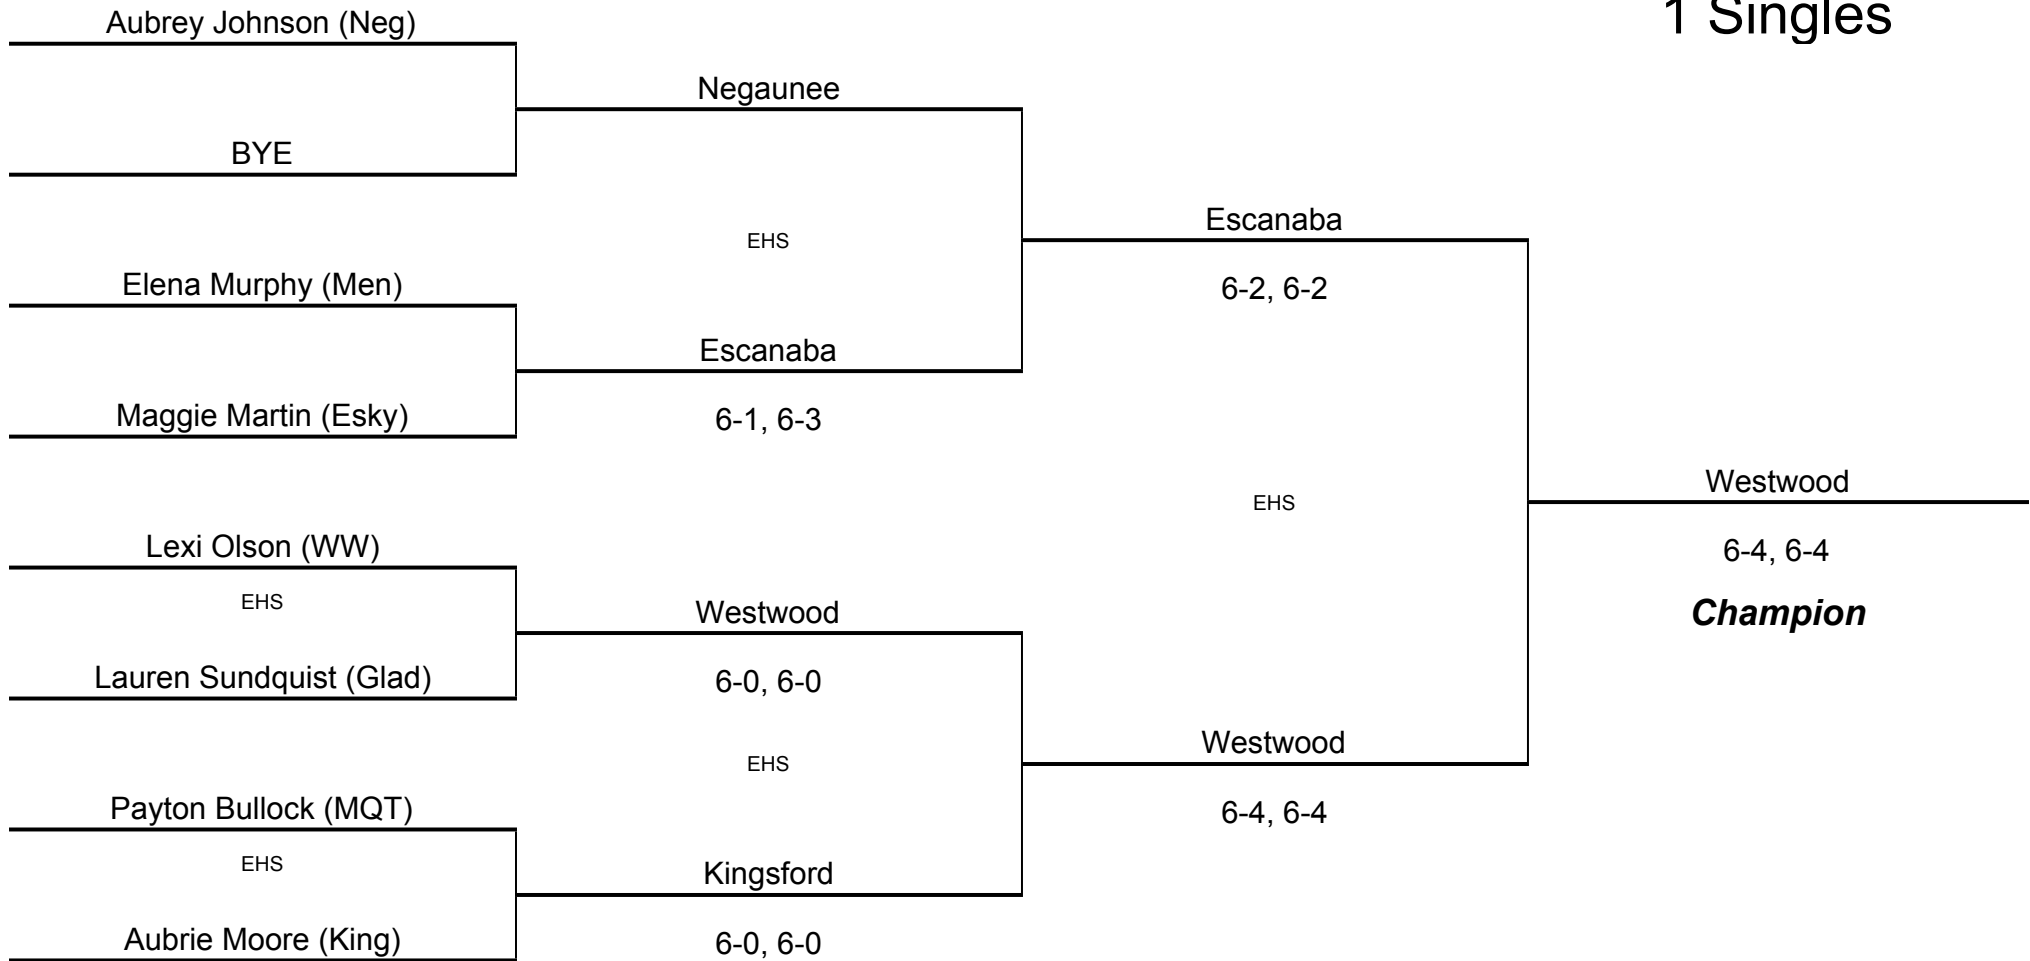 1 Singles
Aubrey Johnson (Neg)
Negaunee
BYE
EHS
Escanaba
6-2, 6-2
Elena Murphy (Men)
Escanaba
6-1, 6-3
Maggie Martin (Esky)
EHS
Westwood
6-4, 6-4
Champion
Lexi Olson (WW)
EHS
Westwood
6-0, 6-0
Lauren Sundquist (Glad)
EHS
Westwood
6-4, 6-4
Payton Bullock (MQT)
EHS
Kingsford
6-0, 6-0
Aubrie Moore (King)